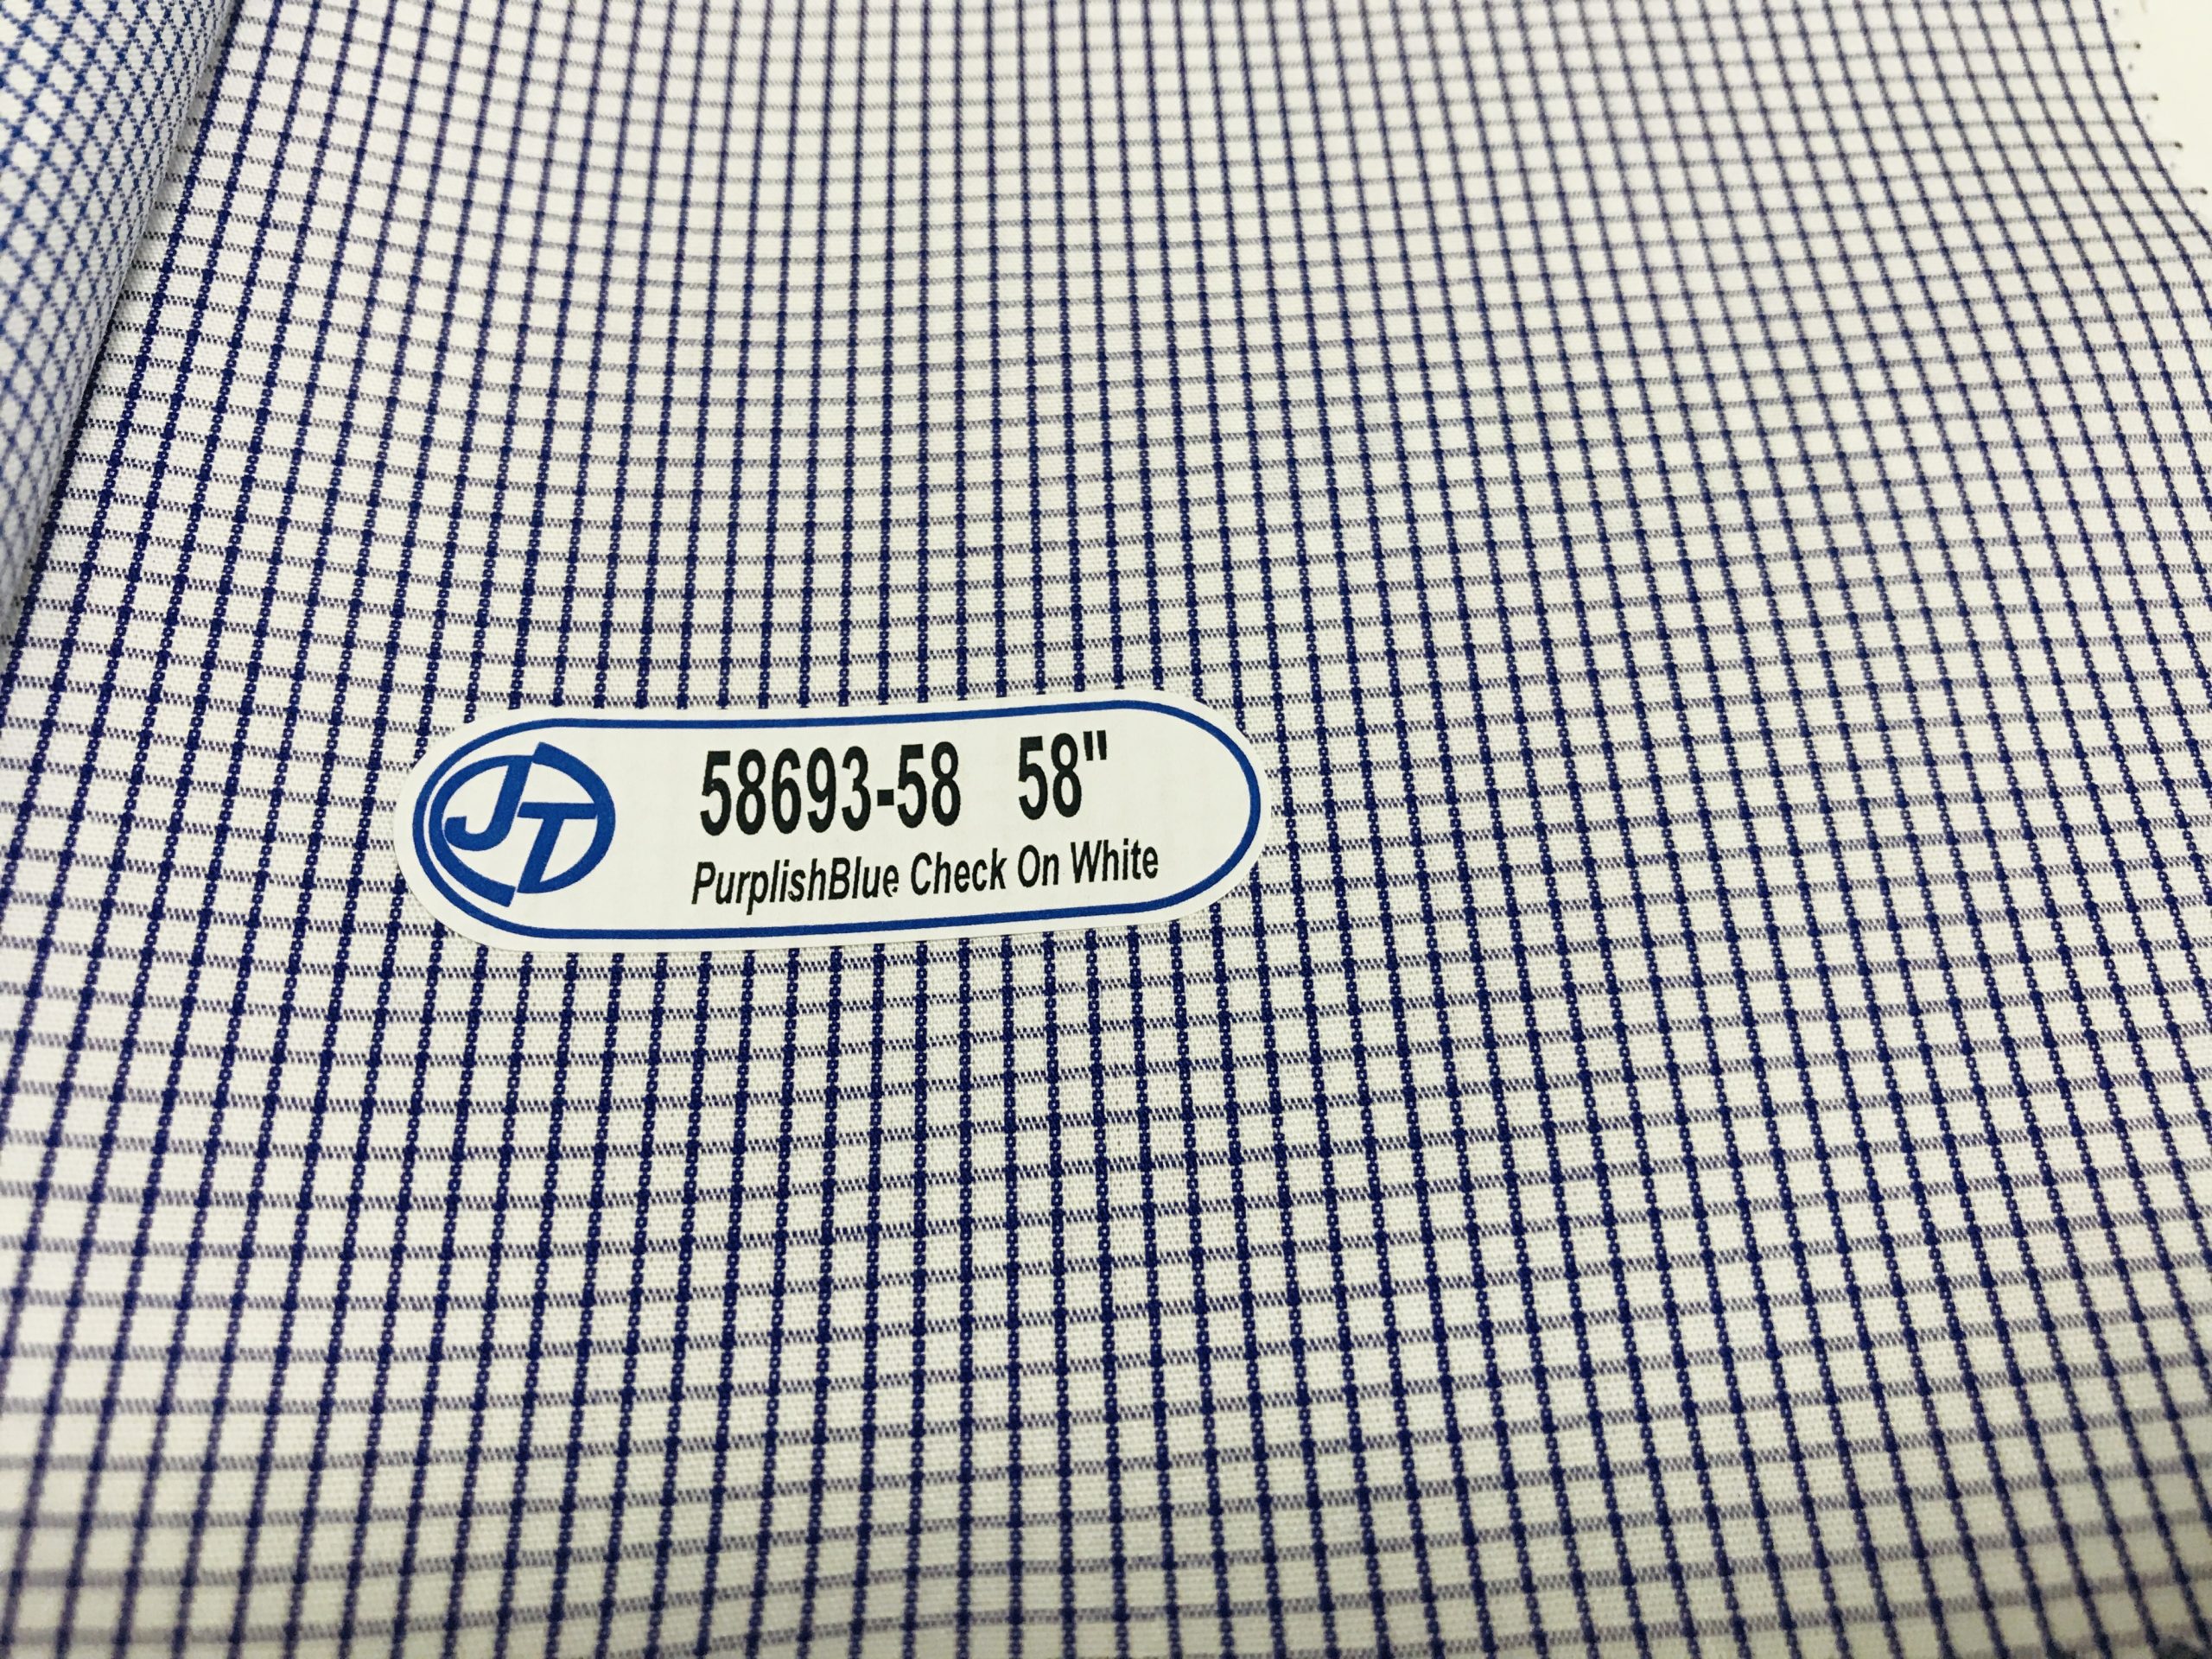 JT
58693-58 58"
PurplishBlue Check On White